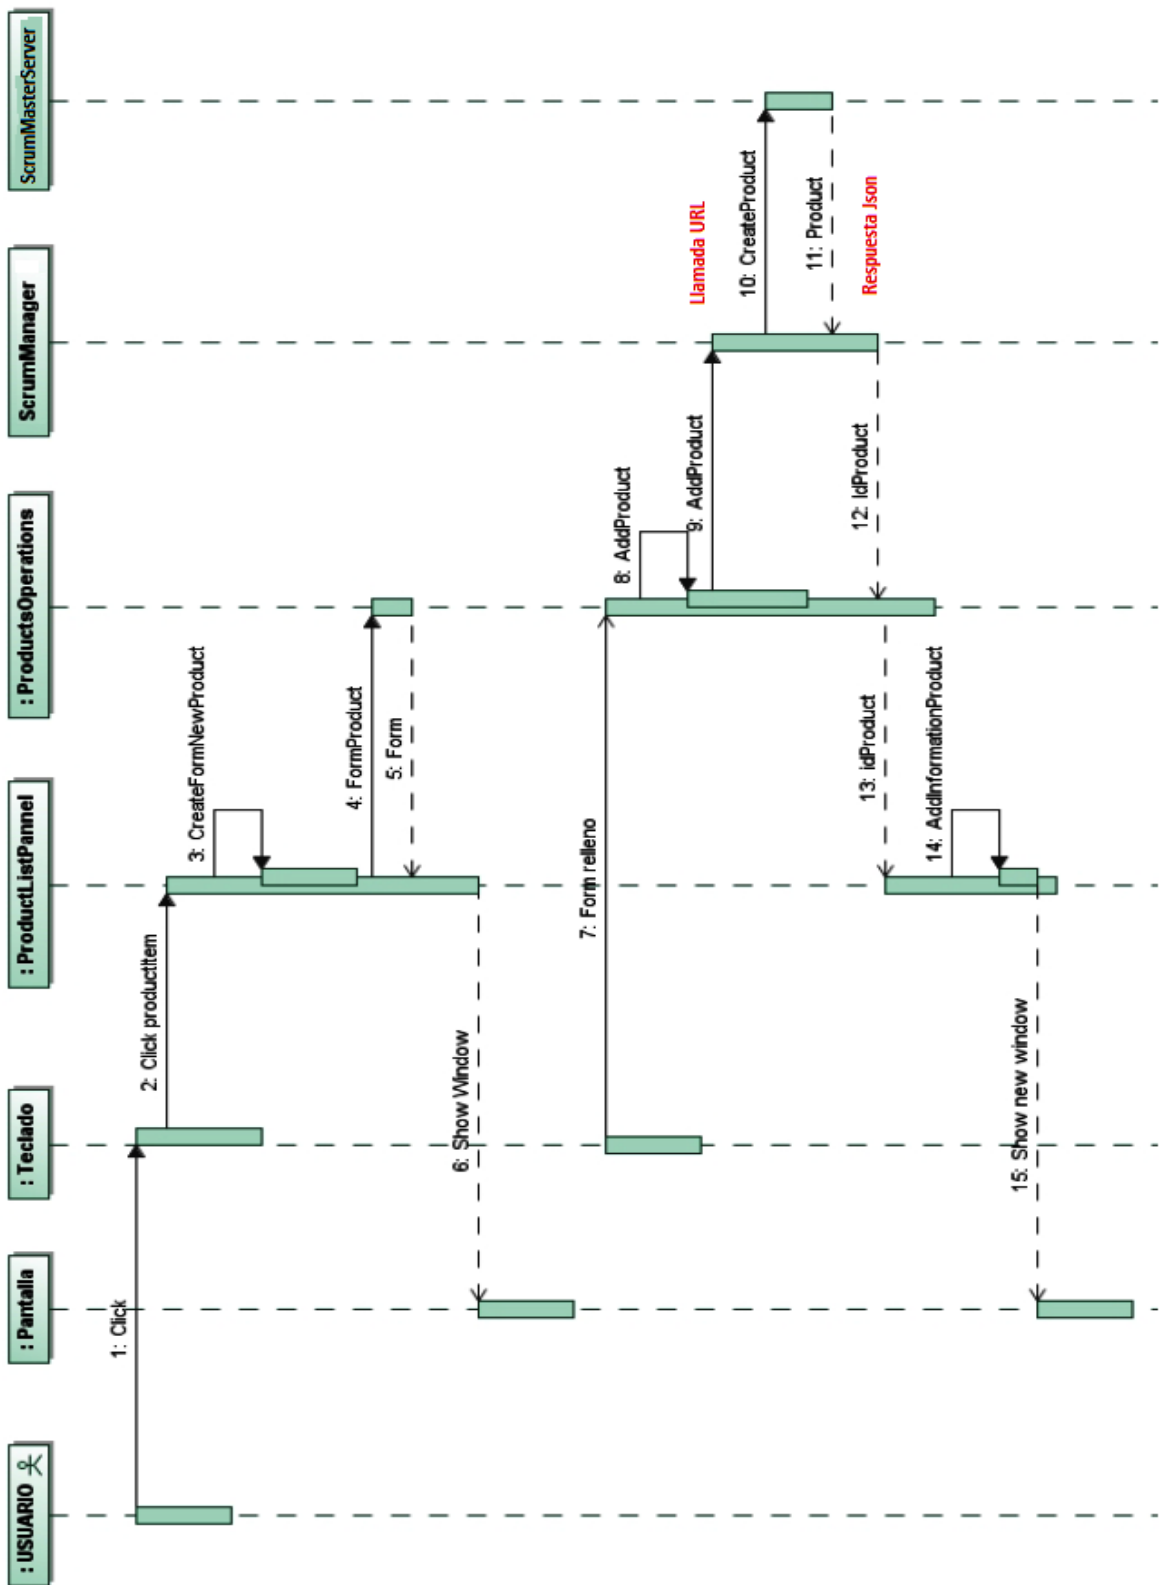 : USUARIO
: Pantalla
: Teclado
: ProductListPannel
: ProductsOperations
ScrumManager
ScrumMasterServer
1: Click
2: Click productItem
3: CreateFormNewProduct
4: FormProduct
5: Form
6: Show Window
7: Form relleno
8: AddProduct
9: AddProduct
Llamada URL
10: CreateProduct
11: Product
Respuesta Json
12: IdProduct
13: idProduct
14: AddInformationProduct
15: Show new window